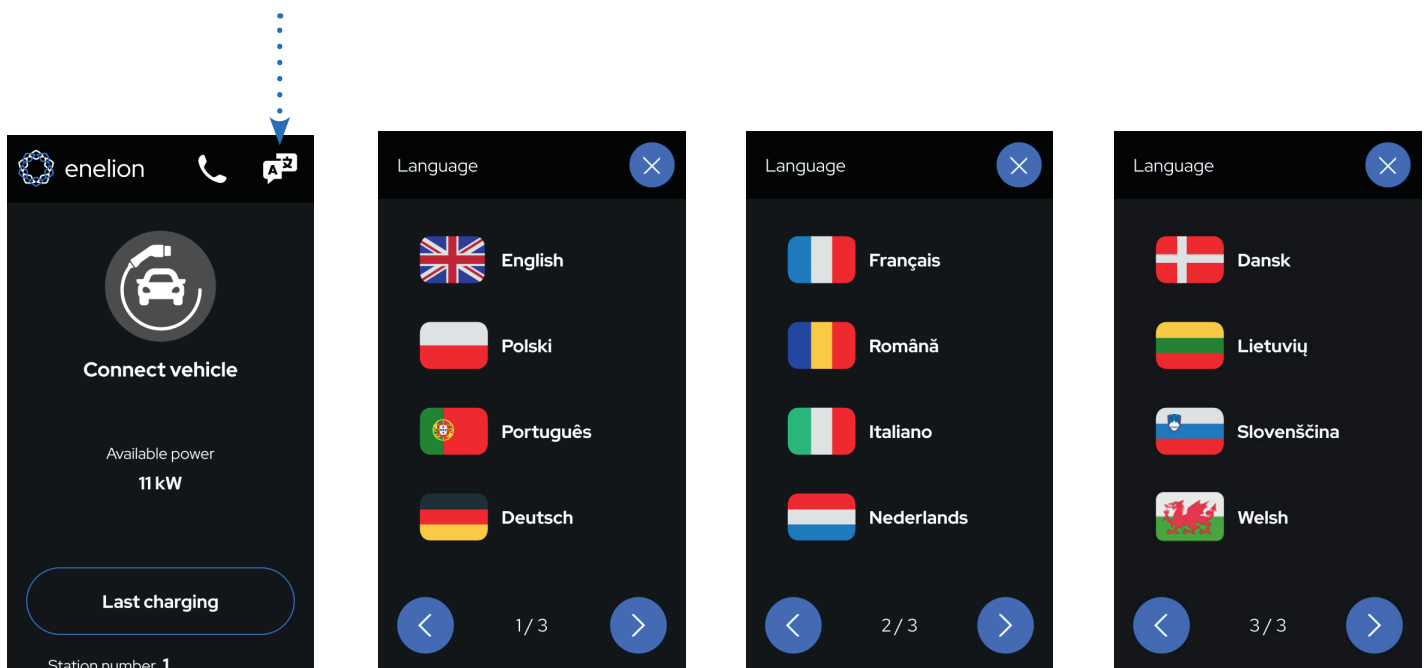 enelion
Connect vehicle
Available power
11 kW
Last charging
Station number 1
Language
English
Polski
Português
Deutsch
1 / 3
Language
Français
Română
Italiano
Nederlands
2 / 3
Language
Dansk
Lietuvių
Slovenščina
Welsh
3 / 3